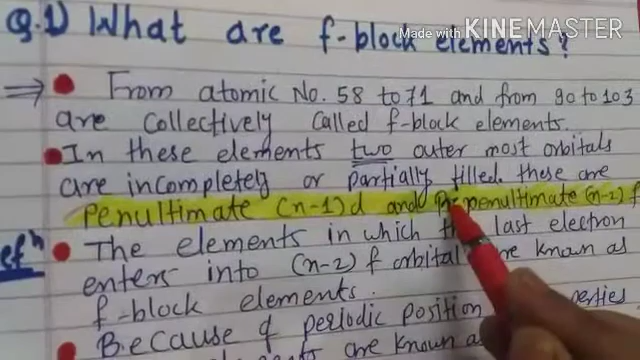 Made with KINEMASTER
Q.1) What are f-block elements?
⇒ • From atomic No. 58 to 71 and from 90 to 103
are collectively called f-block elements.
• In these elements two outer most orbitals
are incompletely or partially filled. these are
Penultimate (n-1)d and penultimate (n-2) f
efⁿ • The elements in which the last electron
enters into (n-2) f orbital are known as
f-block elements.
• Because of periodic position
are known as